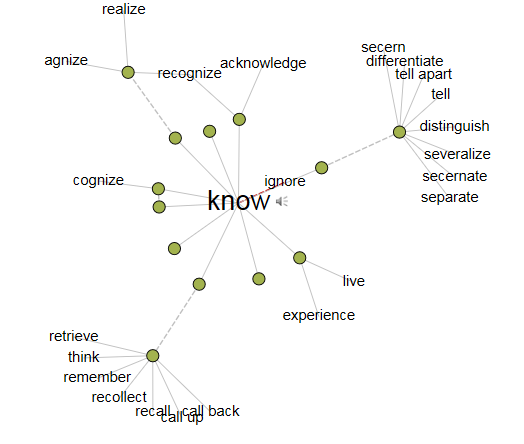 realize
agnize
recognize
acknowledge
secern
differentiate
tell apart
tell
distinguish
severalize
secernate
separate
cognize
ignore
know
live
experience
retrieve
think
remember
recollect
recall
call up
call back